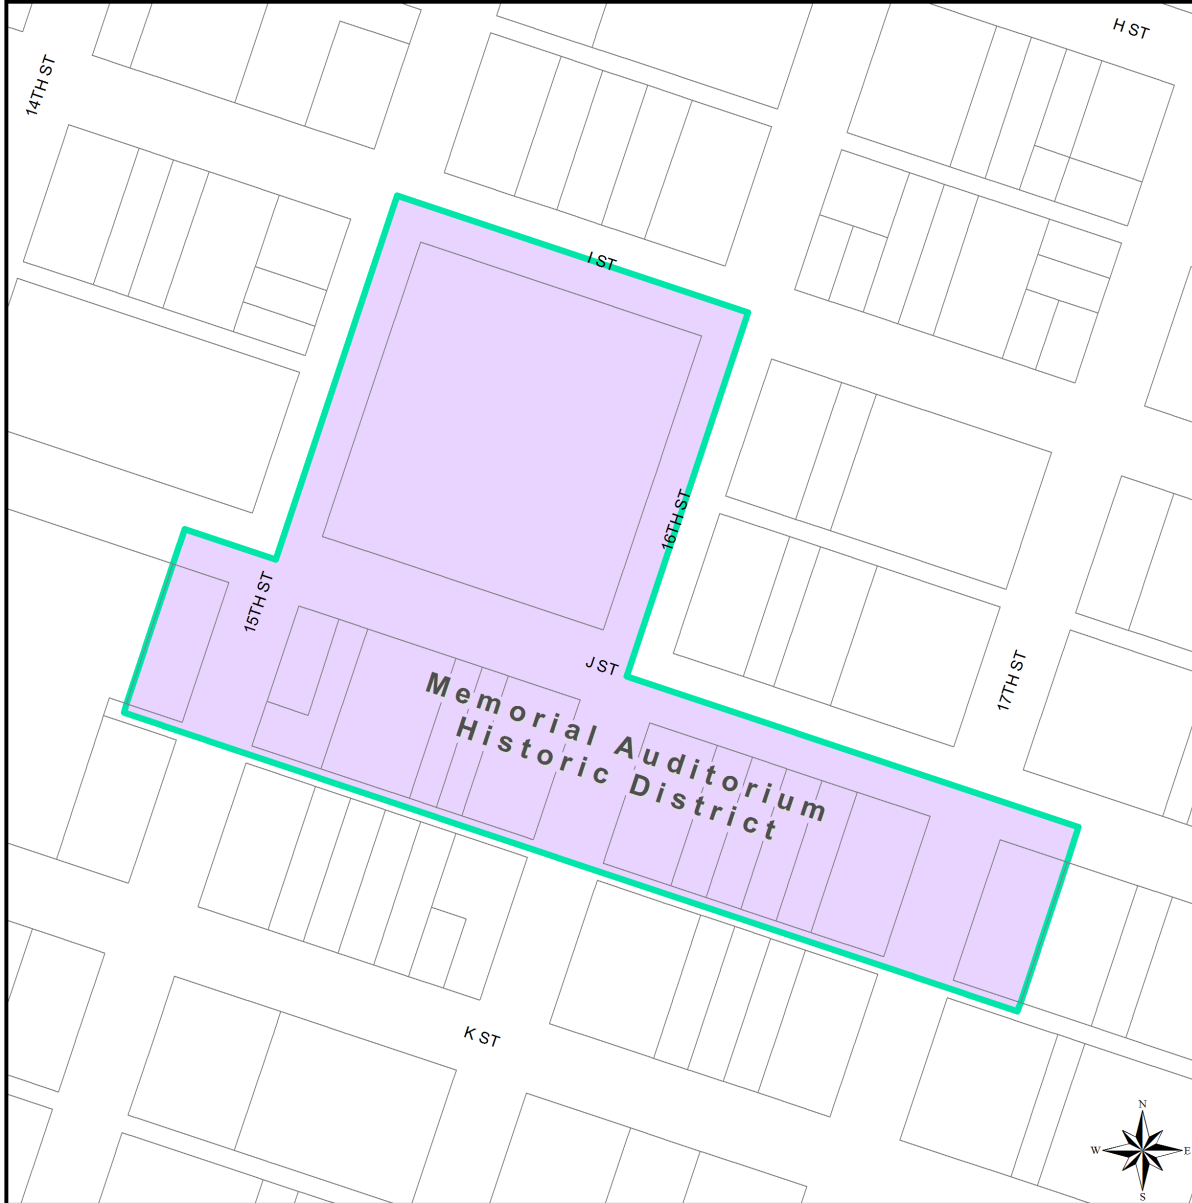 H ST
14TH ST
I ST
16TH ST
15TH ST
J ST
17TH ST
Memorial Auditorium
Historic District
K ST
N
W
E
S